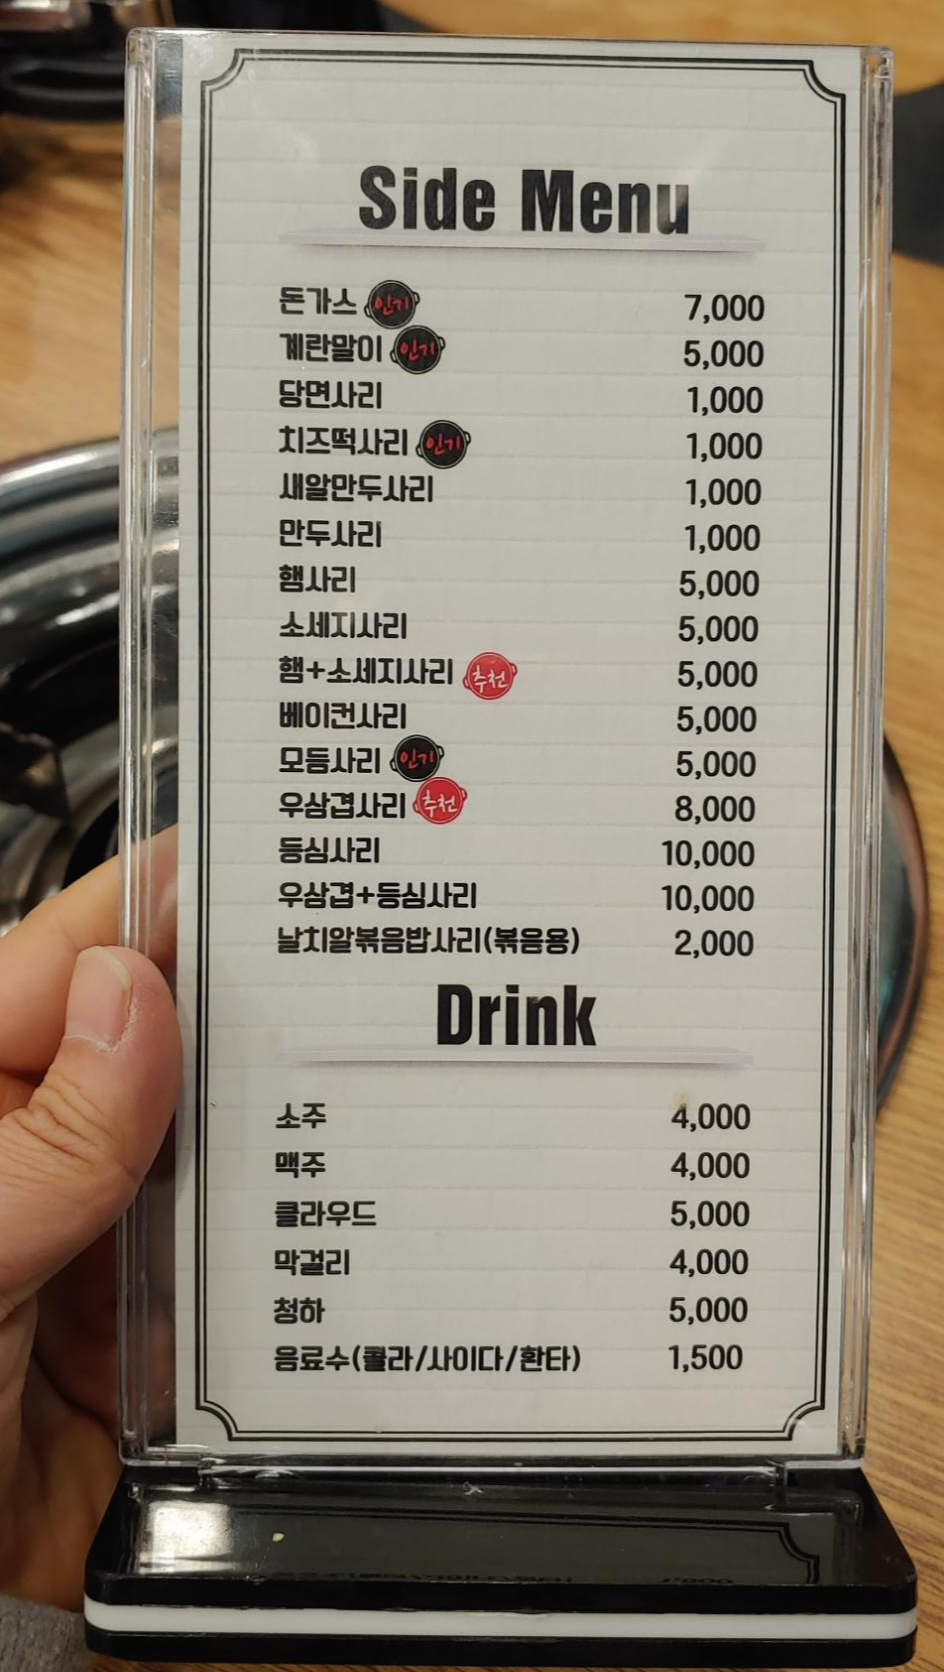 Side Menu
돈가스 인기 7,000
계란말이 인기 5,000
당면사리 1,000
치즈떡사리 인기 1,000
새알만두사리 1,000
만두사리 1,000
햄사리 5,000
소세지사리 5,000
햄+소세지사리 추천 5,000
베이컨사리 5,000
모듬사리 인기 5,000
우삼겹사리 추천 8,000
등심사리 10,000
우삼겹+등심사리 10,000
날치알볶음밥사리(볶음용) 2,000
Drink
소주 4,000
맥주 4,000
클라우드 5,000
막걸리 4,000
청하 5,000
음료수(콜라/사이다/환타) 1,500